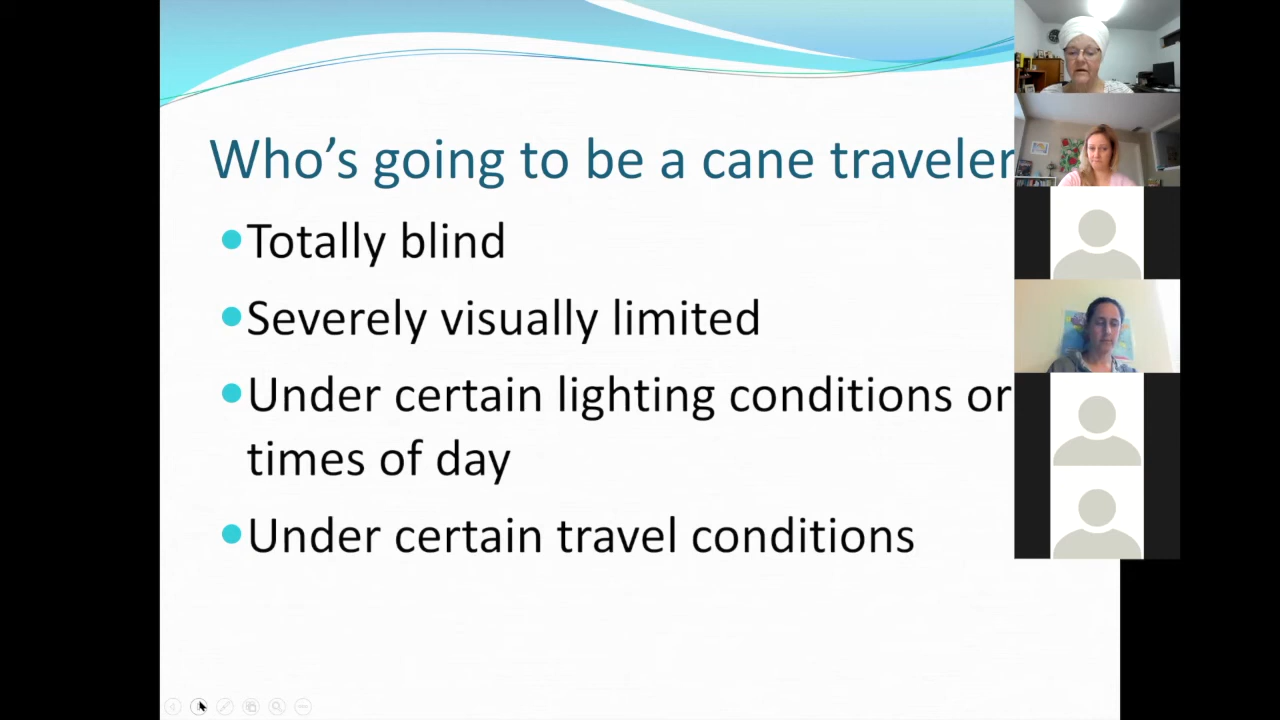 Who’s going to be a cane traveler
Totally blind
Severely visually limited
Under certain lighting conditions or
times of day
Under certain travel conditions